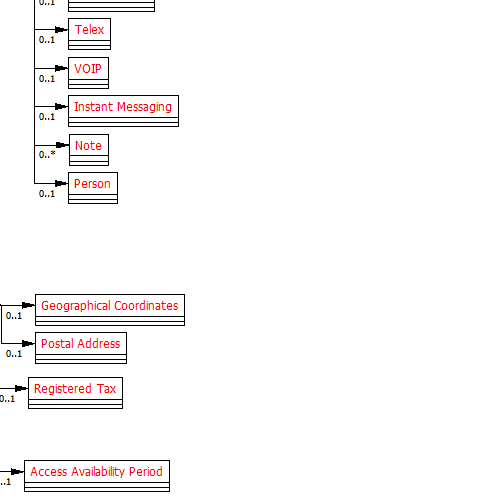 0..1
Telex
0..1
VOIP
0..1
Instant Messaging
0..1
Note
0..*
Person
0..1
Geographical Coordinates
0..1
Postal Address
0..1
Registered Tax
0..1
Access Availability Period
..1